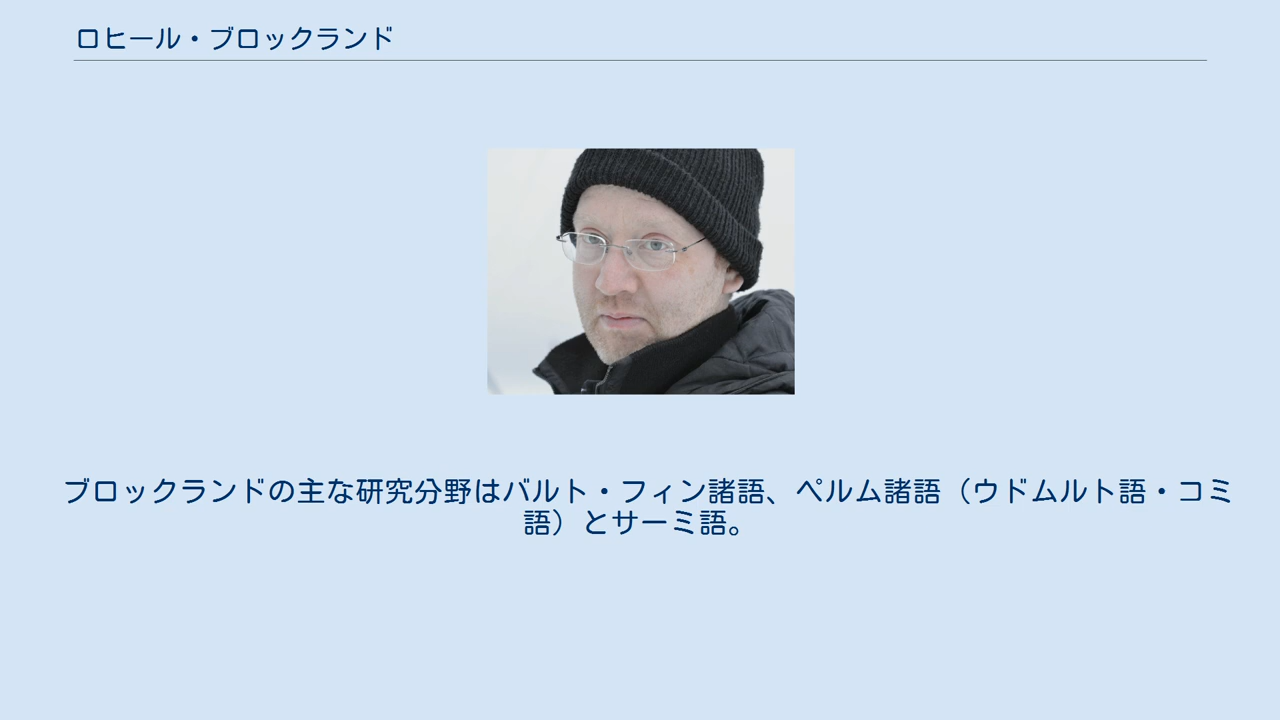 ロヒール・ブロックランド
ブロックランドの主な研究分野はバルト・フィン諸語、ペルム諸語（ウドムルト語・コミ
語）とサーミ語。